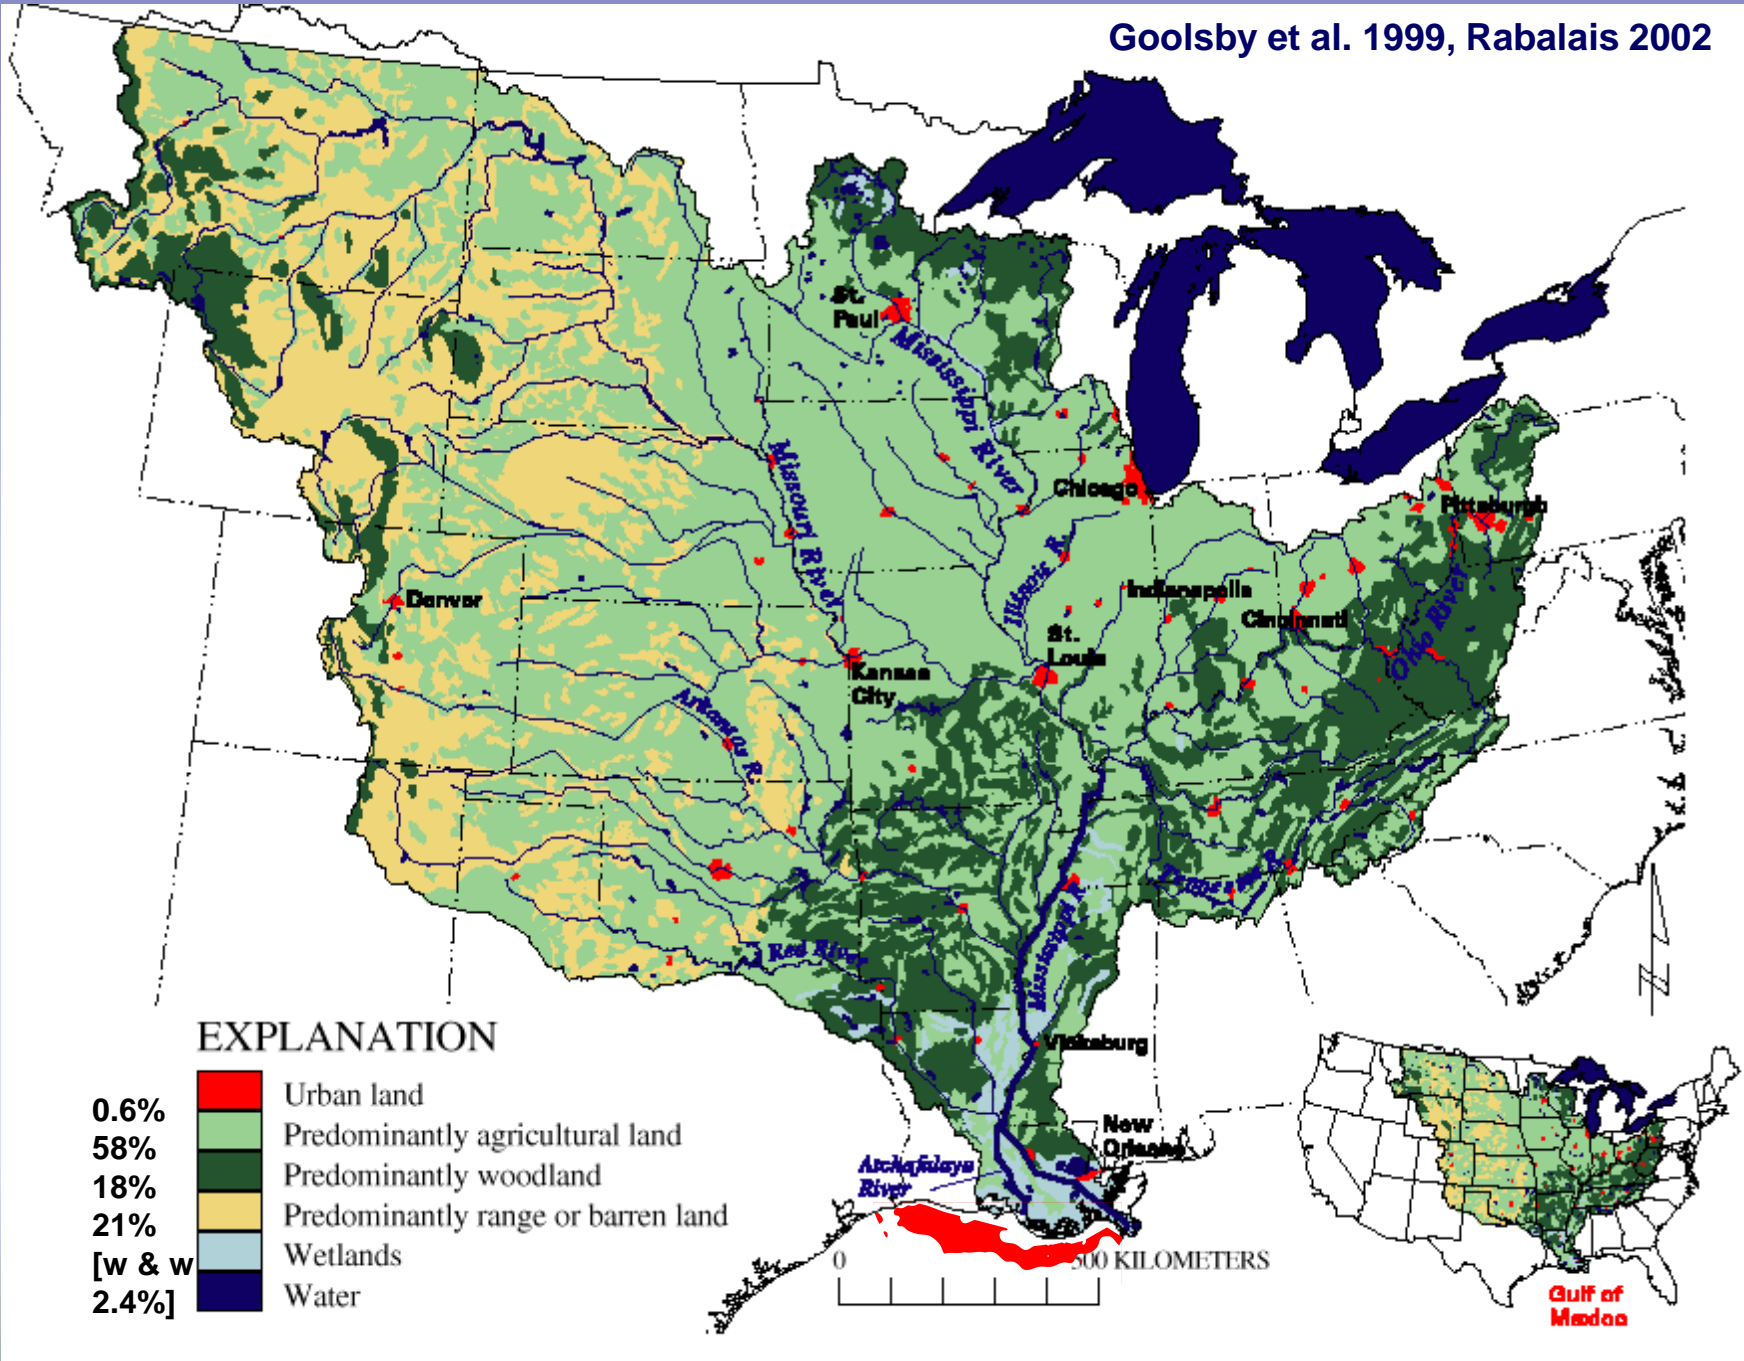 Goolsby et al. 1999, Rabalais 2002
St.
Paul
Mississippi River
Chicago
Pittsburgh
Missouri River
Illinois R.
Indianapolis
Cincinnati
Ohio River
Denver
St.
Louis
Kansas
City
Arkansas R.
Tennessee R.
Mississippi R.
Red River
Vicksburg
New
Orleans
Atchafalaya
River
EXPLANATION
0.6% Urban land
58% Predominantly agricultural land
18% Predominantly woodland
21% Predominantly range or barren land
[w & w Wetlands
2.4%] Water
0 500 KILOMETERS
Gulf of
Mexico